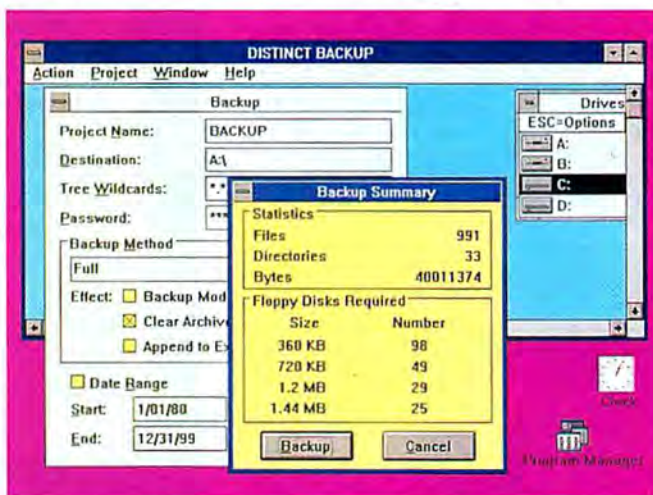 DISTINCT BACKUP
Action Project Window Help
Backup
Project Name: BACKUP
Destination: A:\
Tree Wildcards: *.*
Password: ***
Backup Method
Full
Effect: Backup Mod
Clear Archiv
Append to Ex
Date Range
Start: 1/01/80
End: 12/31/99
Backup Summary
Statistics
Files 991
Directories 33
Bytes 40011374
Floppy Disks Required
Size Number
360 KB 98
720 KB 49
1.2 MB 29
1.44 MB 25
Backup Cancel
Drives
ESC=Options
A:
B:
C:
D:
Clock
Program Manager